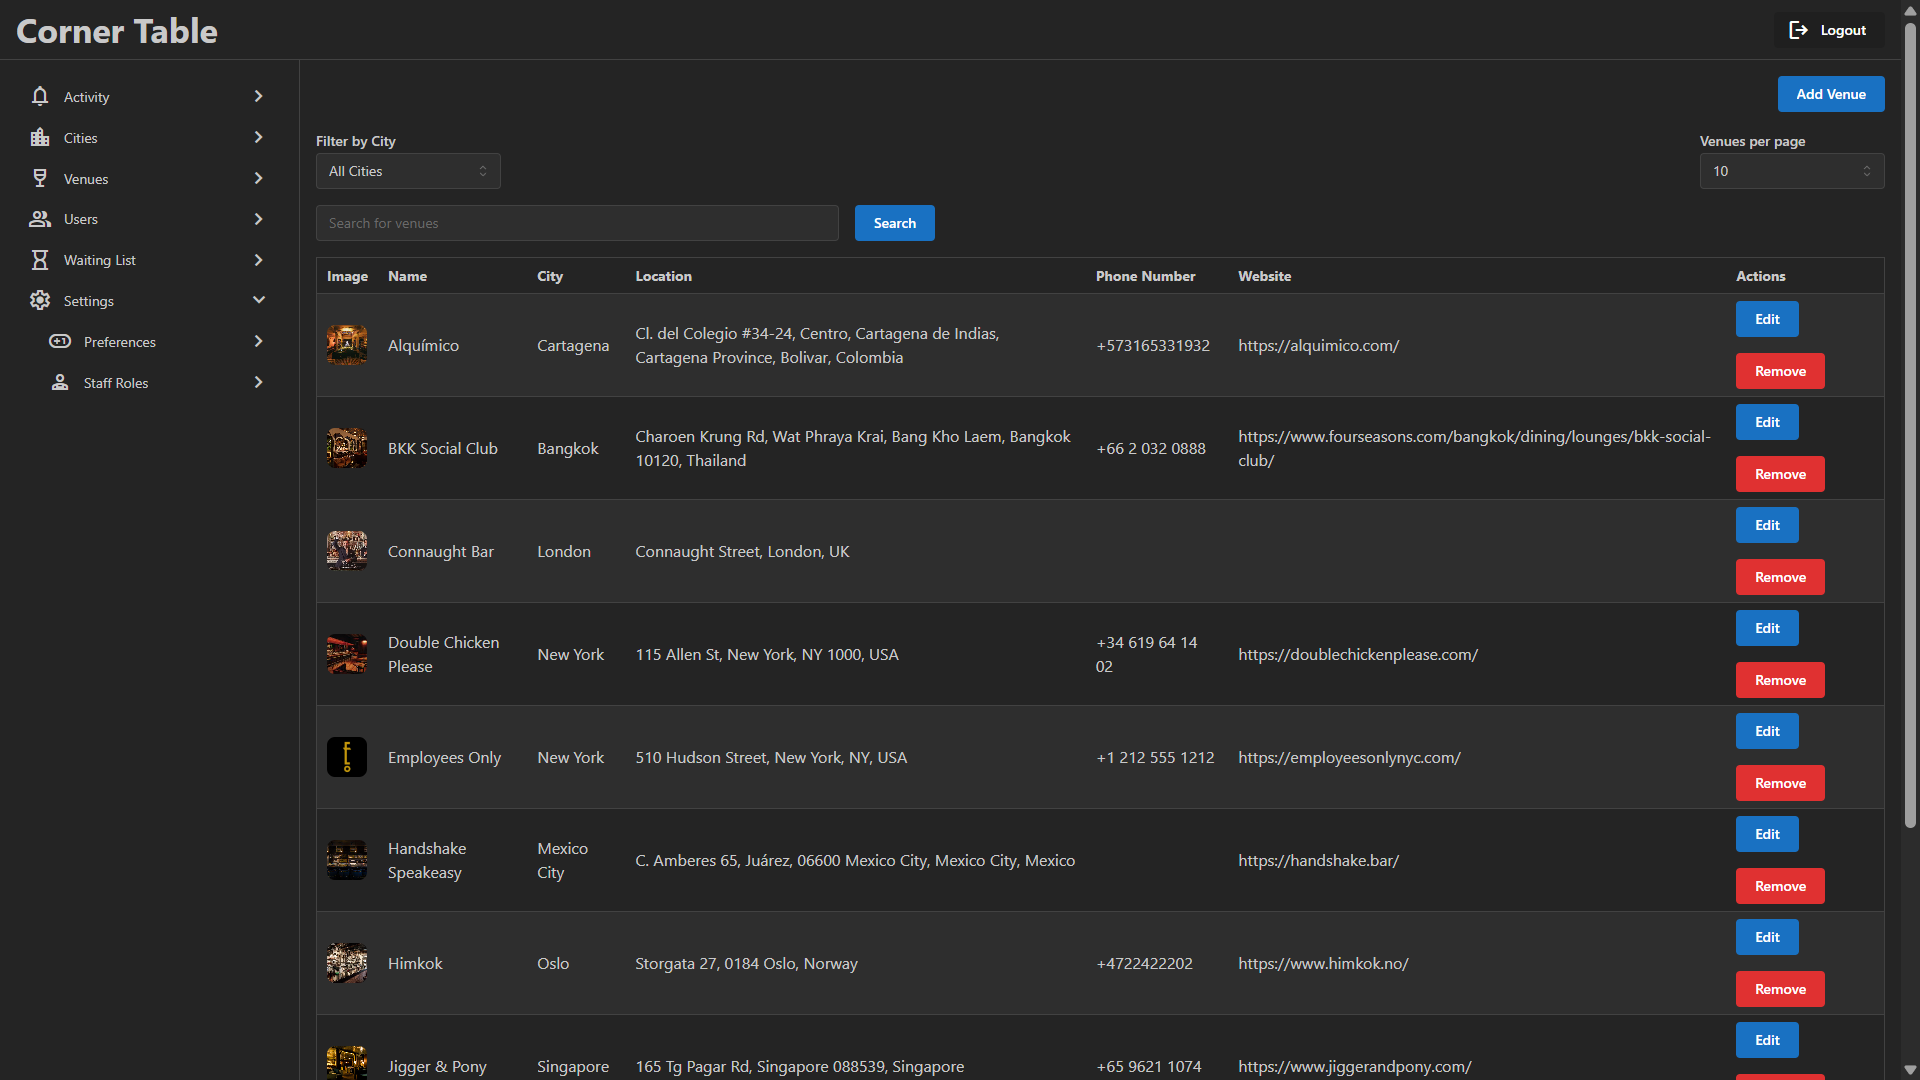 Corner Table
Logout
Activity
Cities
Venues
Users
Waiting List
Settings
Preferences
Staff Roles
Add Venue
Filter by City
All Cities
Venues per page
10
Search for venues
Search
Image Name City Location Phone Number Website Actions
Alquímico
Cartagena
Cl. del Colegio #34-24, Centro, Cartagena de Indias,
Cartagena Province, Bolivar, Colombia
+573165331932
https://alquimico.com/
Edit
Remove
BKK Social Club
Bangkok
Charoen Krung Rd, Wat Phraya Krai, Bang Kho Laem, Bangkok
10120, Thailand
+66 2 032 0888
https://www.fourseasons.com/bangkok/dining/lounges/bkk-social-
club/
Edit
Remove
Connaught Bar
London
Connaught Street, London, UK
Edit
Remove
Double Chicken
Please
New York
115 Allen St, New York, NY 1000, USA
+34 619 64 14
02
https://doublechickenplease.com/
Edit
Remove
Employees Only
New York
510 Hudson Street, New York, NY, USA
+1 212 555 1212
https://employeesonlynyc.com/
Edit
Remove
Handshake
Speakeasy
Mexico
City
C. Amberes 65, Juárez, 06600 Mexico City, Mexico City, Mexico
https://handshake.bar/
Edit
Remove
Himkok
Oslo
Storgata 27, 0184 Oslo, Norway
+4722422202
https://www.himkok.no/
Edit
Remove
Jigger & Pony
Singapore
165 Tg Pagar Rd, Singapore 088539, Singapore
+65 9621 1074
https://www.jiggerandpony.com/
Edit